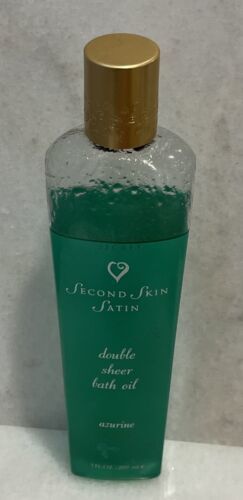 SECOND SKIN
SATIN
double
sheer
bath oil
azurine